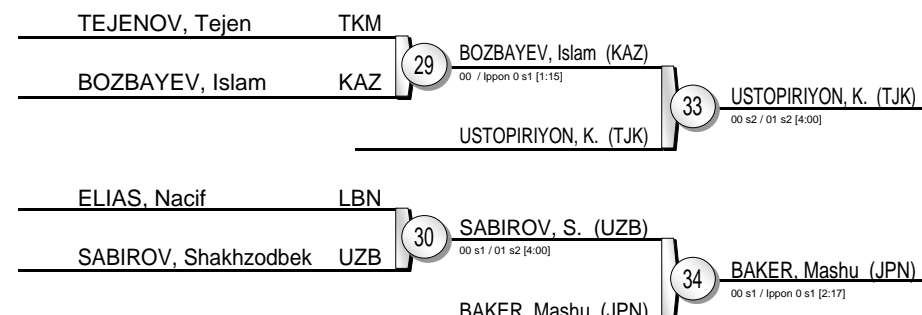 TEJENOV, Tejen TKM
BOZBAYEV, Islam KAZ
29
BOZBAYEV, Islam (KAZ)
00 / Ippon 0 s1 [1:15]
USTOPIRIYON, K. (TJK)
33
USTOPIRIYON, K. (TJK)
00 s2 / 01 s2 [4:00]
ELIAS, Nacif LBN
SABIROV, Shakhzodbek UZB
30
SABIROV, S. (UZB)
00 s1 / 01 s2 [4:00]
BAKER, Mashu (JPN)
34
BAKER, Mashu (JPN)
00 s1 / Ippon 0 s1 [2:17]